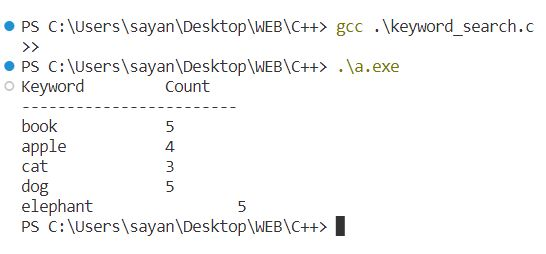 PS C:\Users\sayan\Desktop\WEB\C++> gcc .\keyword_search.c
>>
PS C:\Users\sayan\Desktop\WEB\C++> .\a.exe
Keyword Count
------------------------
book 5
apple 4
cat 3
dog 5
elephant 5
PS C:\Users\sayan\Desktop\WEB\C++>